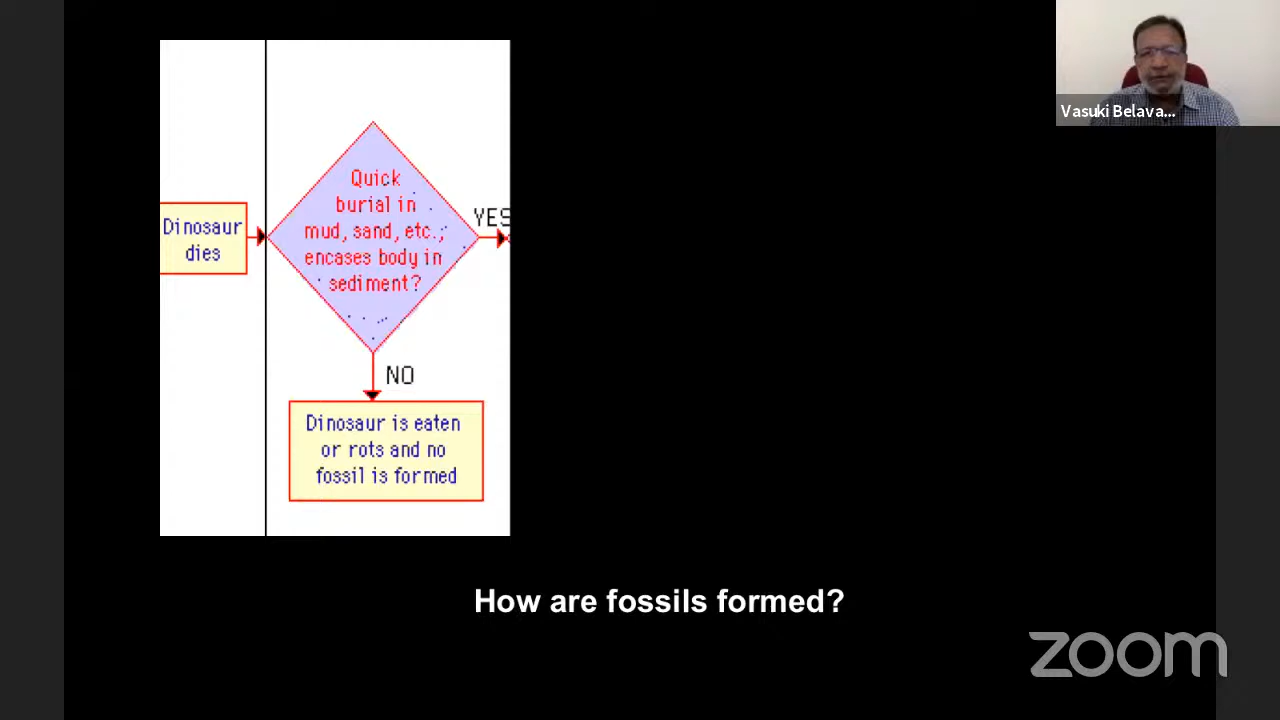 Vasuki Belava...
Quick
burial in
mud, sand, etc.,
encases body in
sediment?
YES
Dinosaur
dies
NO
Dinosaur is eaten
or rots and no
fossil is formed
How are fossils formed?
zoom